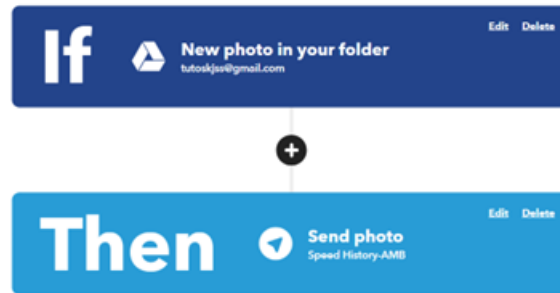 If
New photo in your folder
tutoskjss@gmail.com
Edit Delete
Then
Send photo
Speed History-AMB
Edit Delete